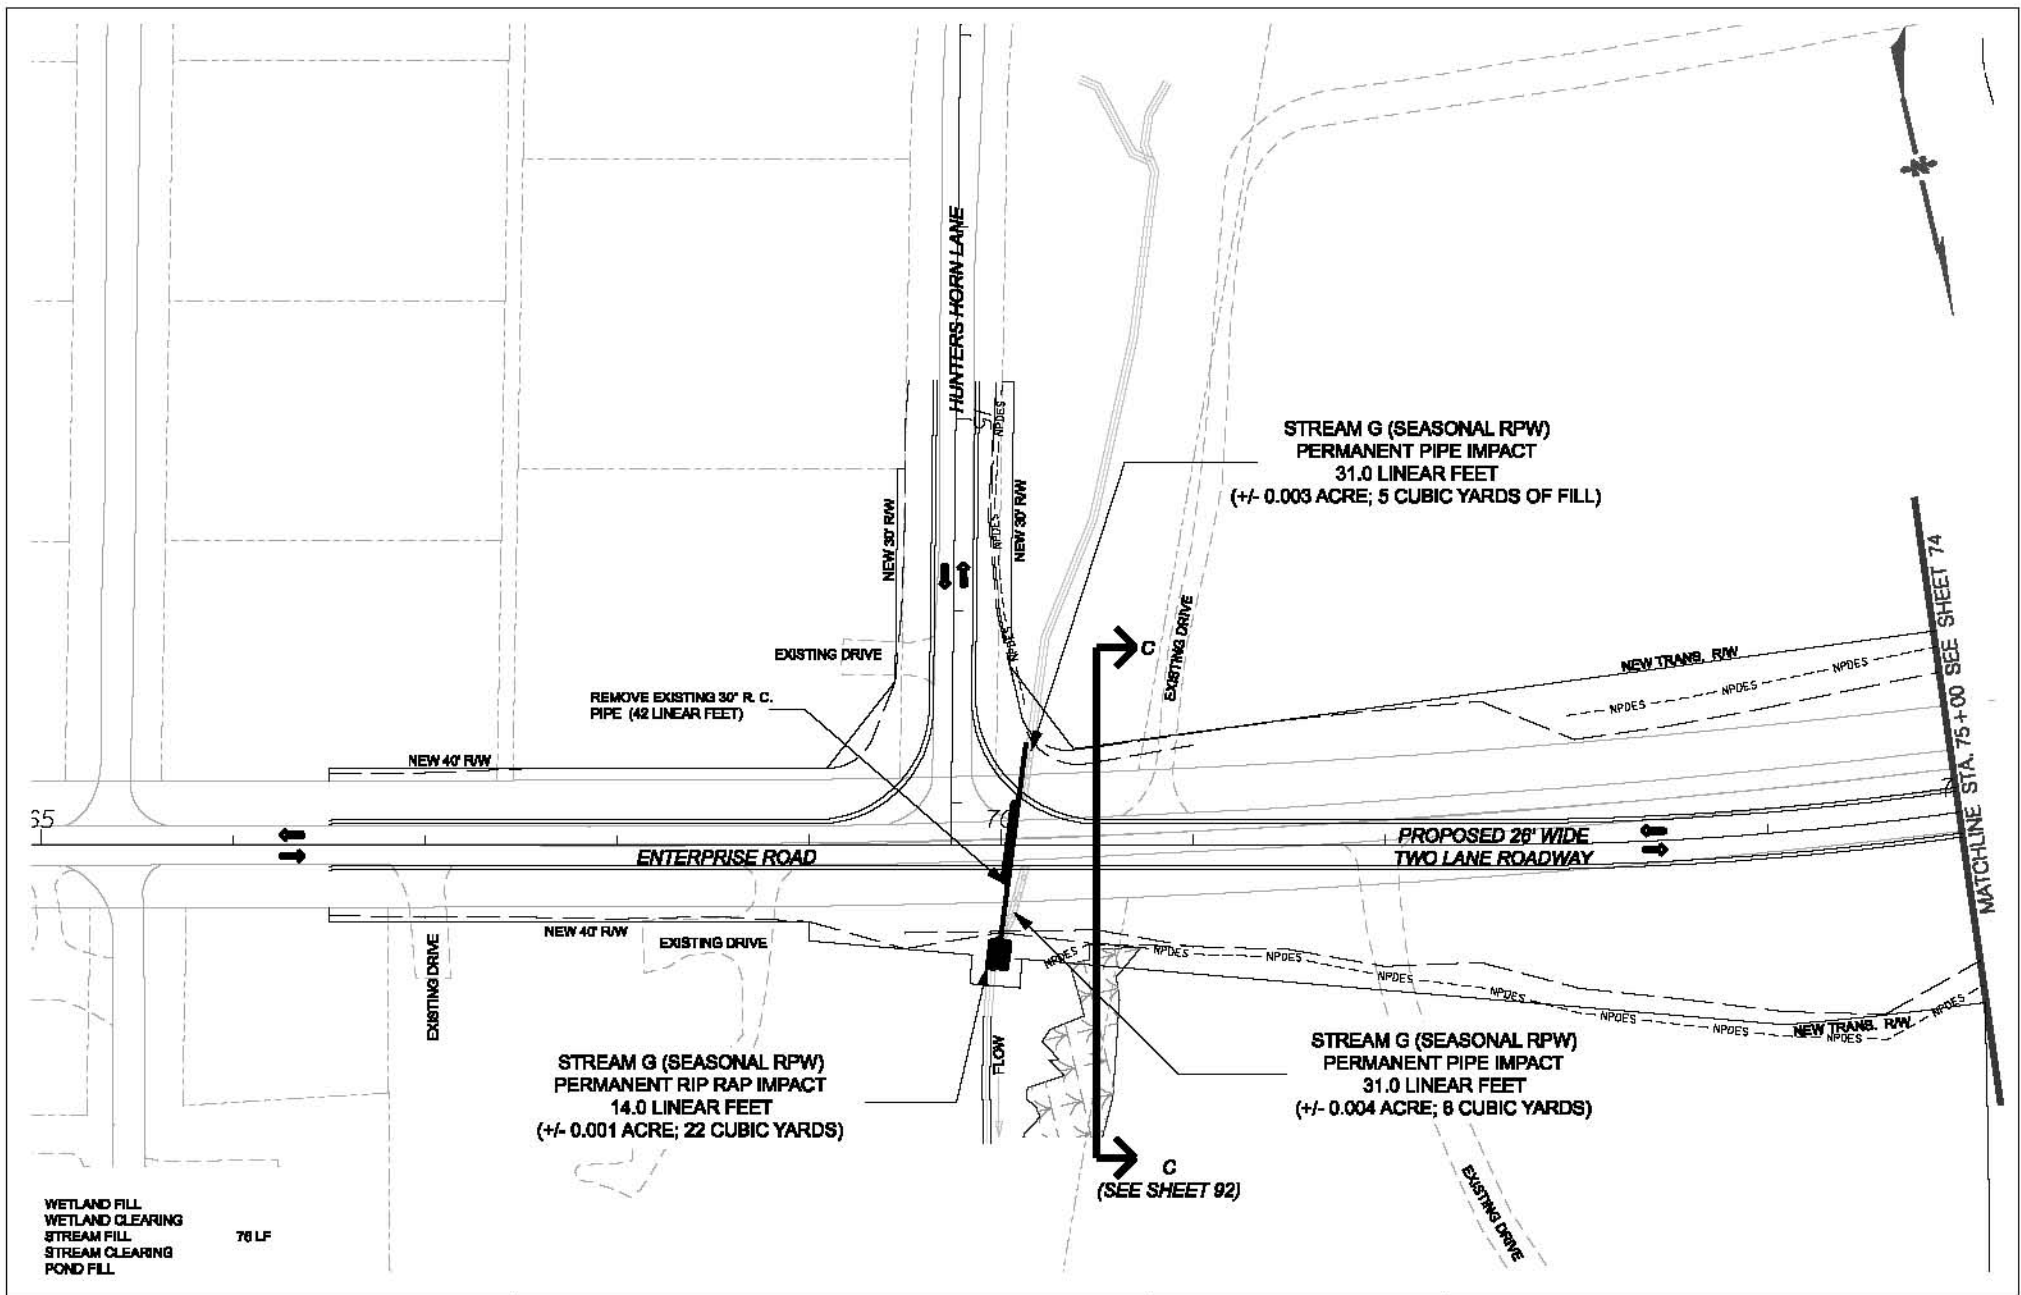 HUNTERS HORN LANE
NPDES
NPDES
NPDES
NEW 30' R/W
NEW 30' R/W
STREAM G (SEASONAL RPW)
PERMANENT PIPE IMPACT
31.0 LINEAR FEET
(+/- 0.003 ACRE; 5 CUBIC YARDS OF FILL)
MATCHLINE STA. 75+00 SEE SHEET 74
EXISTING DRIVE
C
EXISTING DRIVE
NEW TRANS. R/W
NPDES
NPDES
NPDES
REMOVE EXISTING 30" R. C.
PIPE (42 LINEAR FEET)
NEW 40' R/W
70
PROPOSED 26' WIDE
TWO LANE ROADWAY
ENTERPRISE ROAD
NEW 40' R/W
EXISTING DRIVE
EXISTING DRIVE
NPDES
NPDES
NPDES
NPDES
NPDES
NPDES
NPDES
NEW TRANS. R/W
NPDES
NPDES
FLOW
STREAM G (SEASONAL RPW)
PERMANENT RIP RAP IMPACT
14.0 LINEAR FEET
(+/- 0.001 ACRE; 22 CUBIC YARDS)
STREAM G (SEASONAL RPW)
PERMANENT PIPE IMPACT
31.0 LINEAR FEET
(+/- 0.004 ACRE; 6 CUBIC YARDS)
C
(SEE SHEET 92)
EXISTING DRIVE
WETLAND FILL
WETLAND CLEARING
STREAM FILL 76 LF
STREAM CLEARING
POND FILL